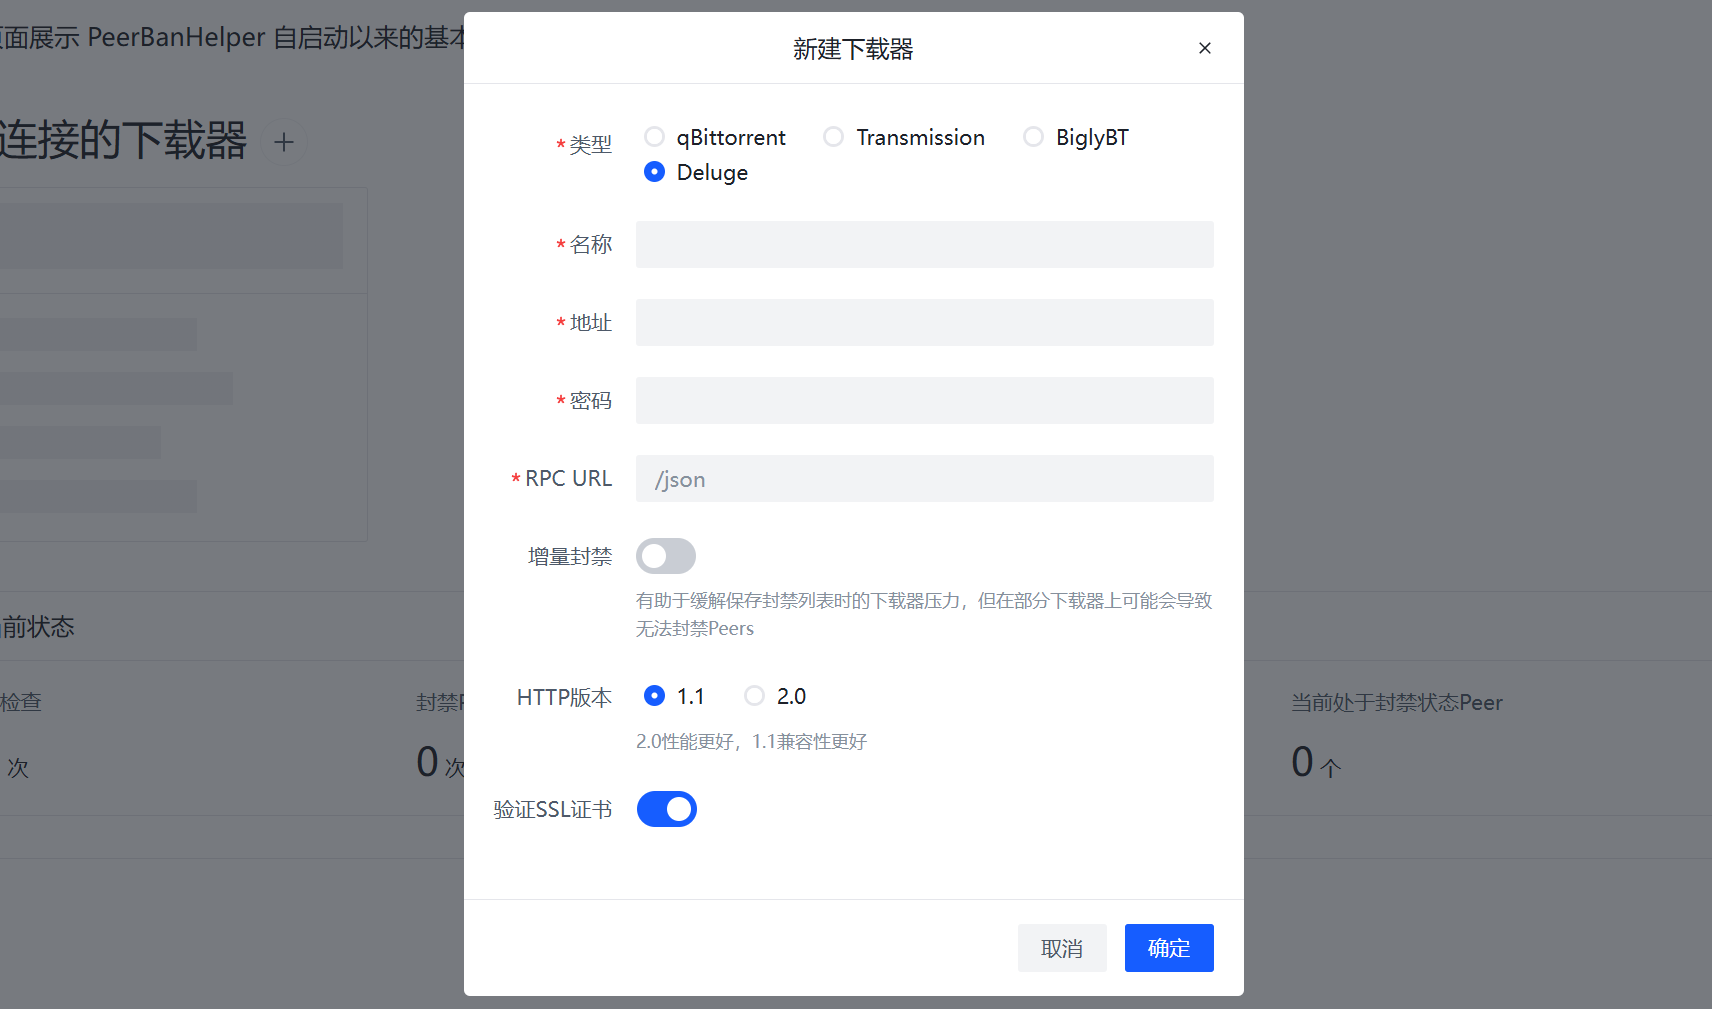 页面展示 PeerBanHelper 自启动以来的基本
连接的下载器
新建下载器
*类型
qBittorrent
Transmission
BiglyBT
Deluge
*名称
*地址
*密码
*RPC URL
/json
增量封禁
有助于缓解保存封禁列表时的下载器压力，但在部分下载器上可能会导致
无法封禁Peers
HTTP版本
1.1
2.0
2.0性能更好，1.1兼容性更好
验证SSL证书
取消
确定
前状态
检查
次
封禁
0 次
当前处于封禁状态Peer
0 个